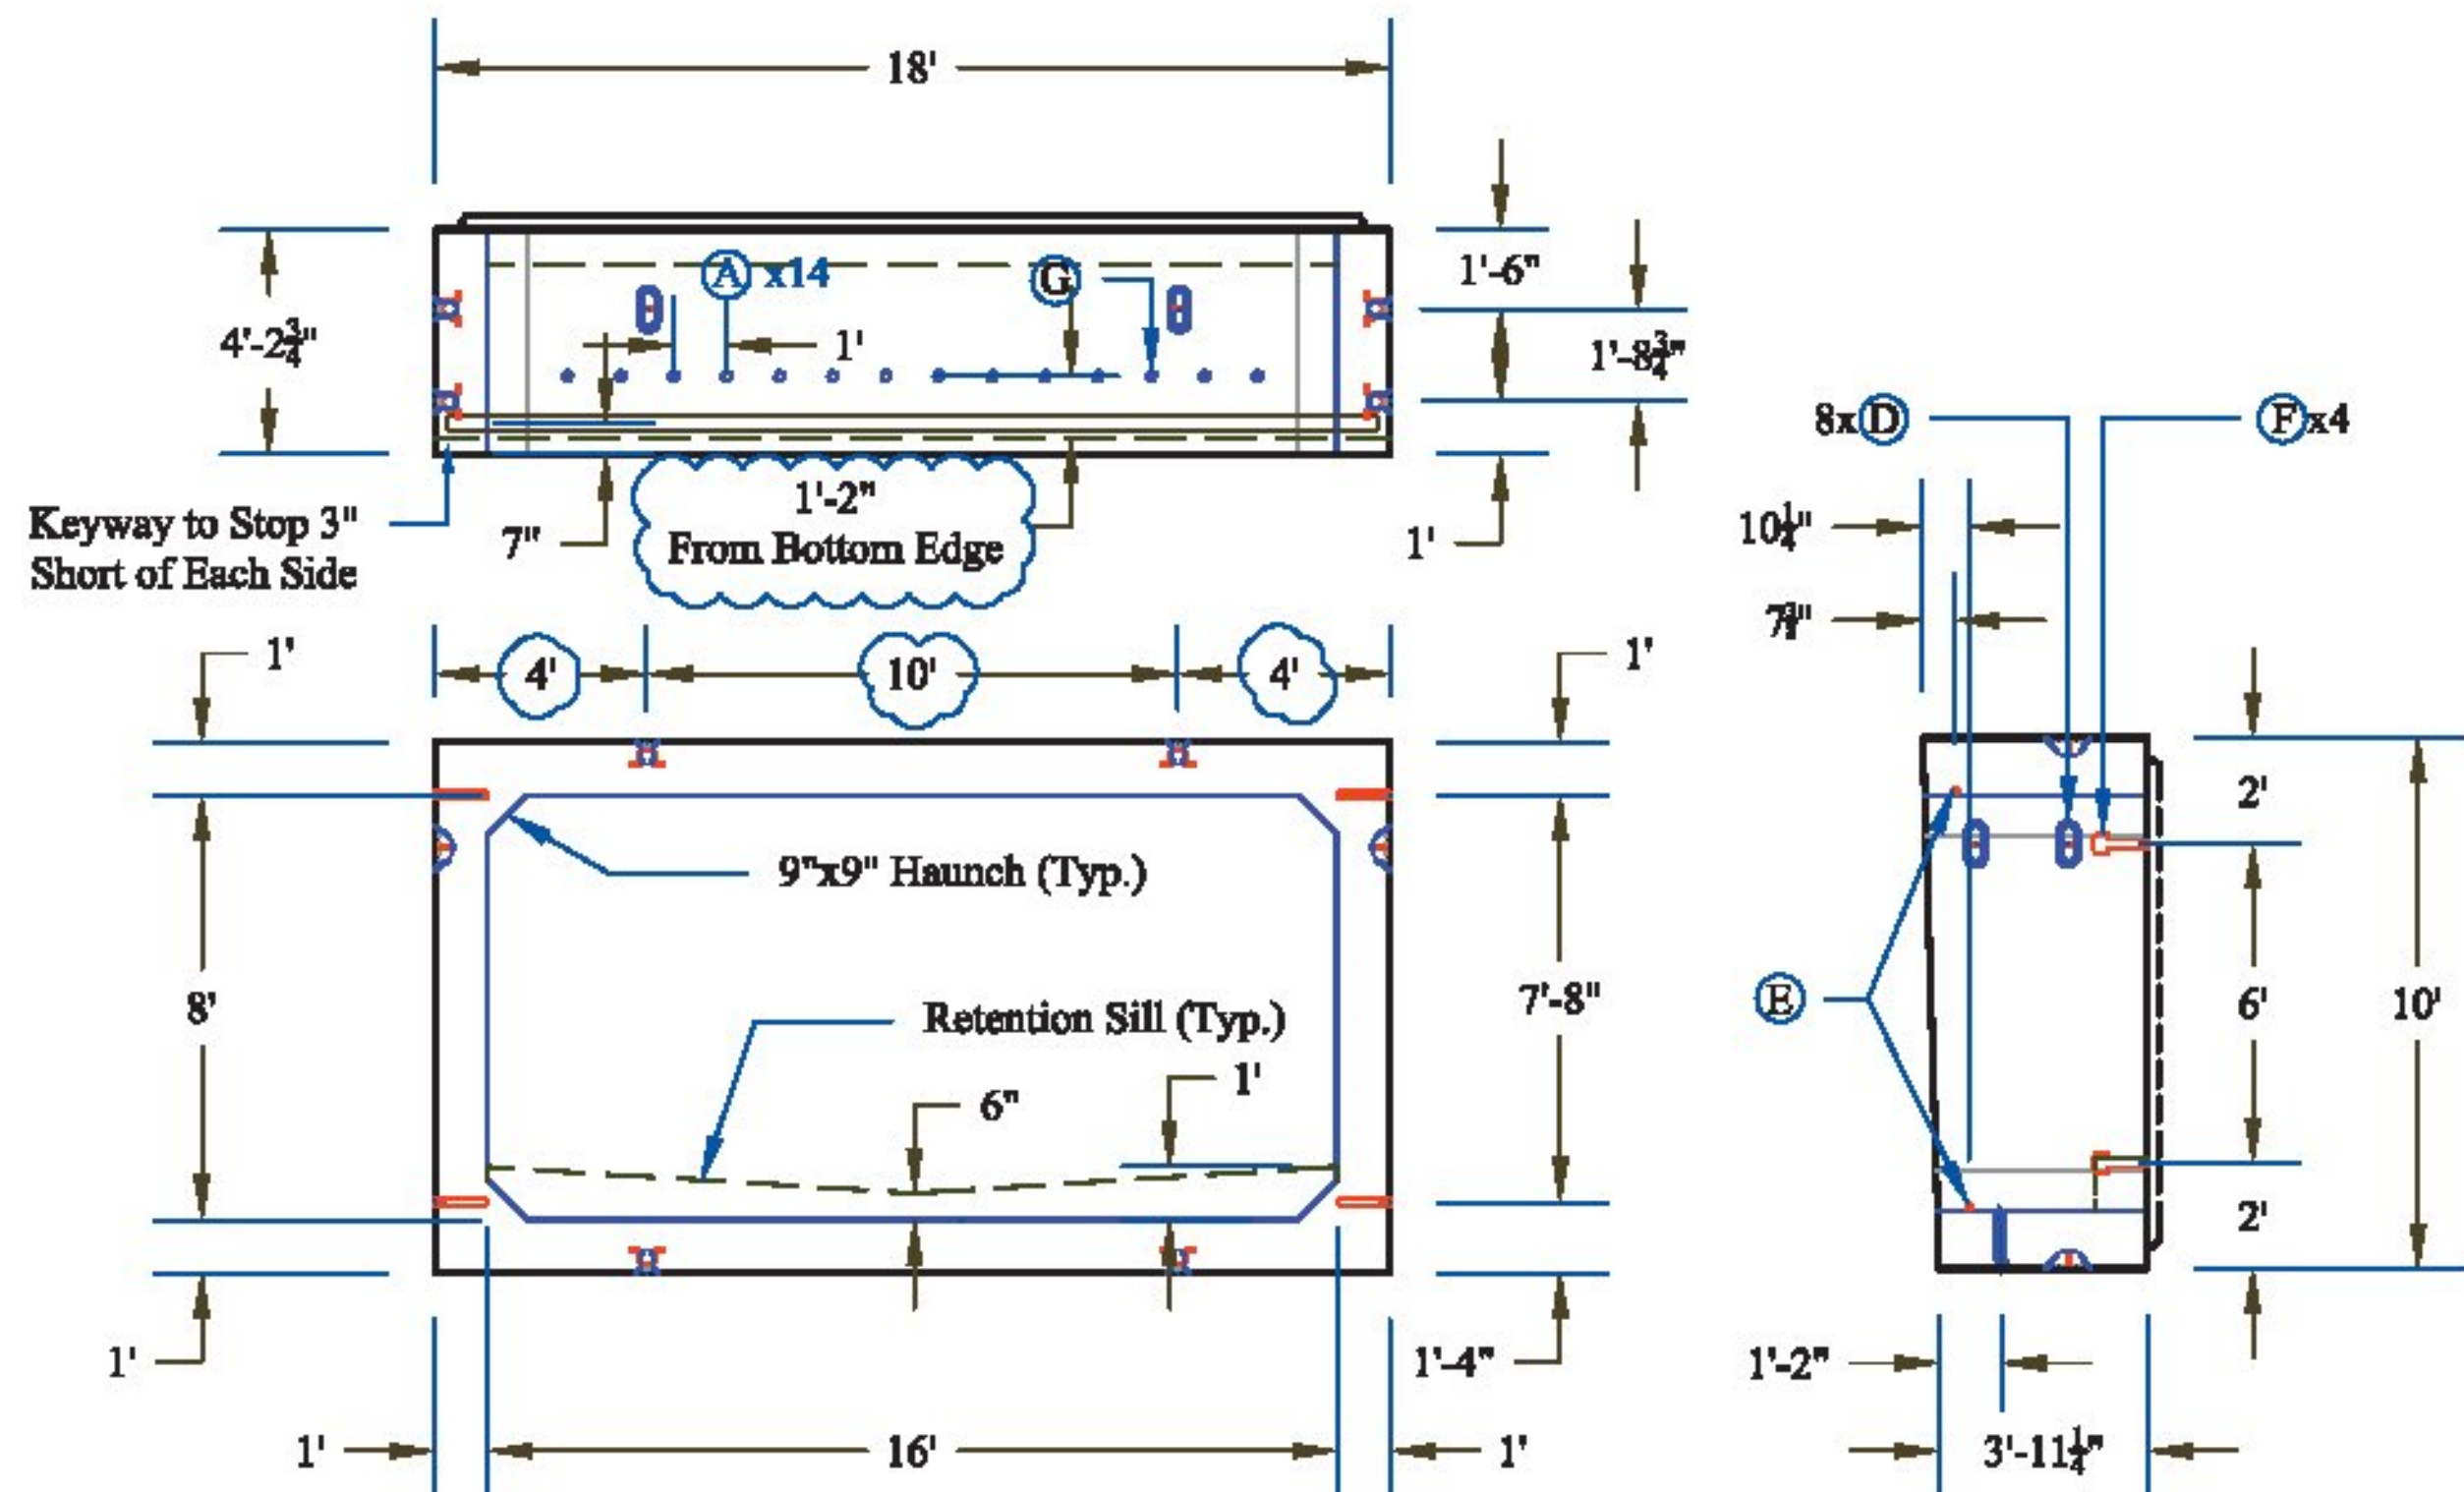 18'
1'-6"
A x14
G
4'-2¾"
1'
1'-8¾"
8x D
F x4
Keyway to Stop 3"
Short of Each Side
7"
1'-2"
From Bottom Edge
1'
10¼"
1'
4'
10'
4'
1'
2'
9"x9" Haunch (Typ.)
8'
Retention Sill (Typ.)
7'-8"
E
6'
10'
6"
1'
2'
1'
1'-4"
1'-2"
1'
16'
1'
3'-11¼"